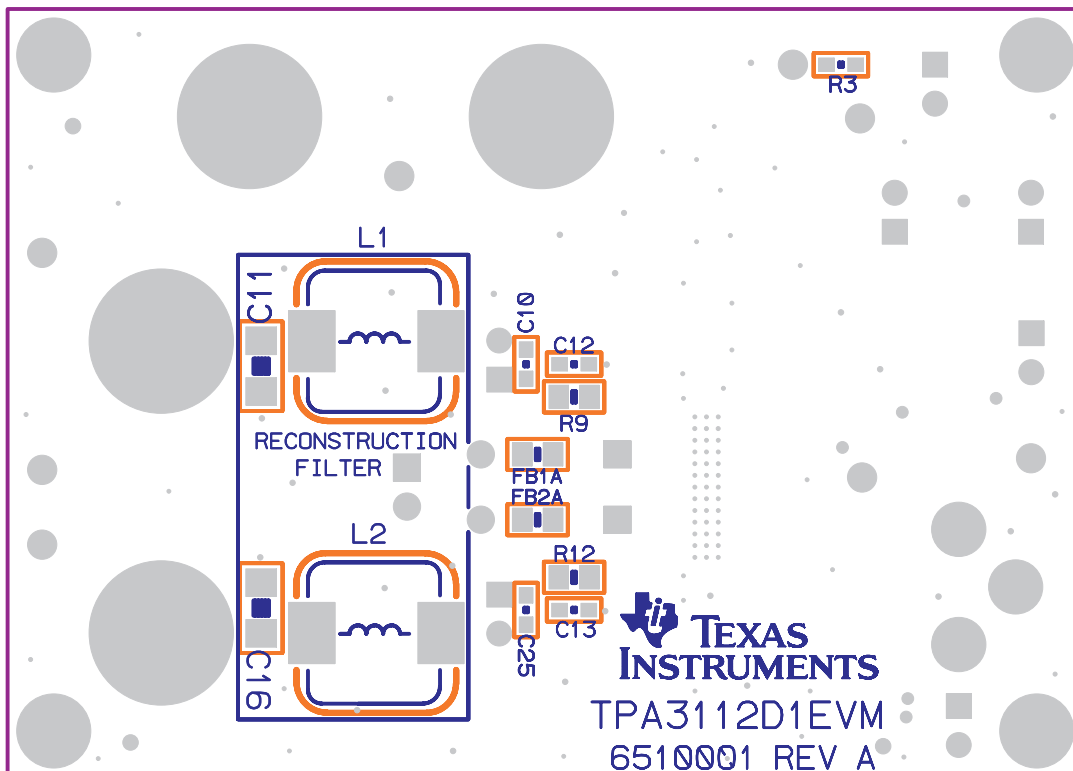 R3
L1
C11
C10
C12
R9
RECONSTRUCTION
FILTER
FB1A
FB2A
L2
R12
C13
C25
C16
ti
TEXAS
INSTRUMENTS
TPA3112D1EVM
6510001 REV A